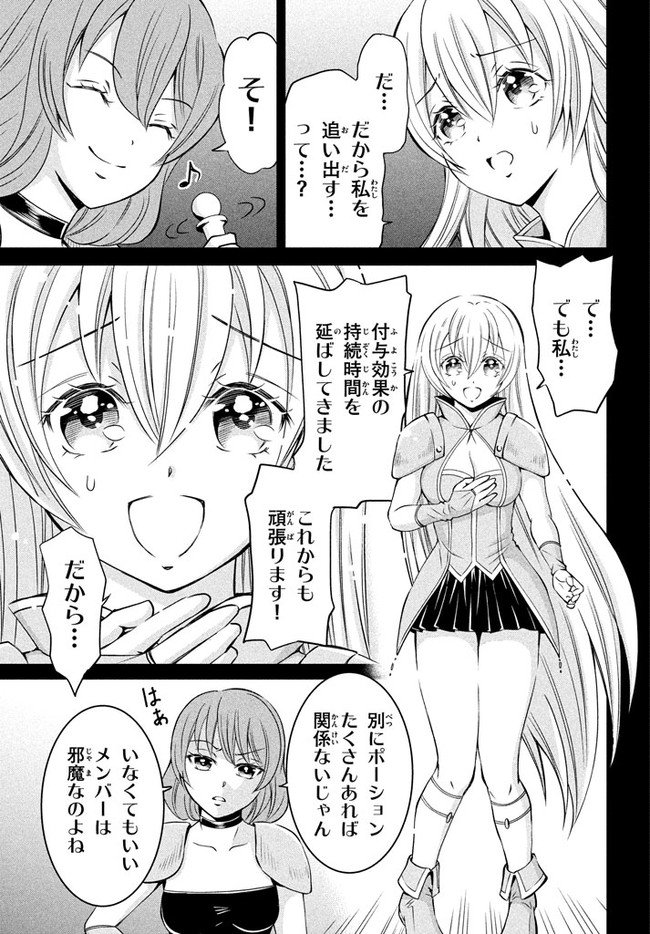 だ…
だから私を
追い出す…
って…？
そ！
で…
でも私…
付与効果の
持続時間を
延ばしてきました
これからも
頑張ります！
だから…
別にポーション
たくさんあれば
関係ないじゃん
はぁ
いなくてもいい
メンバーは
邪魔なのよね